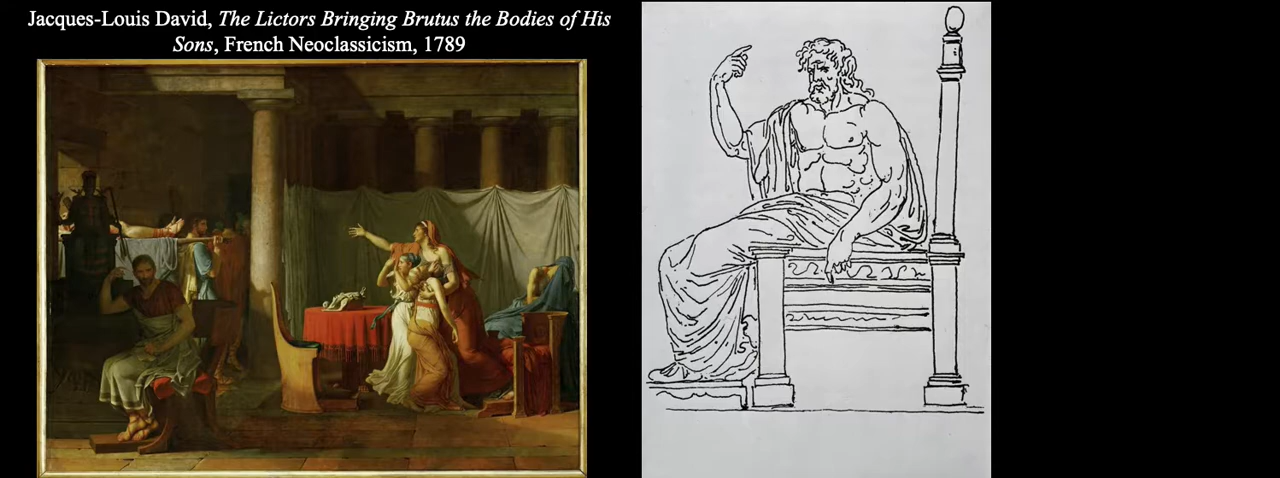 Jacques-Louis David, The Lictors Bringing Brutus the Bodies of His
Sons, French Neoclassicism, 1789